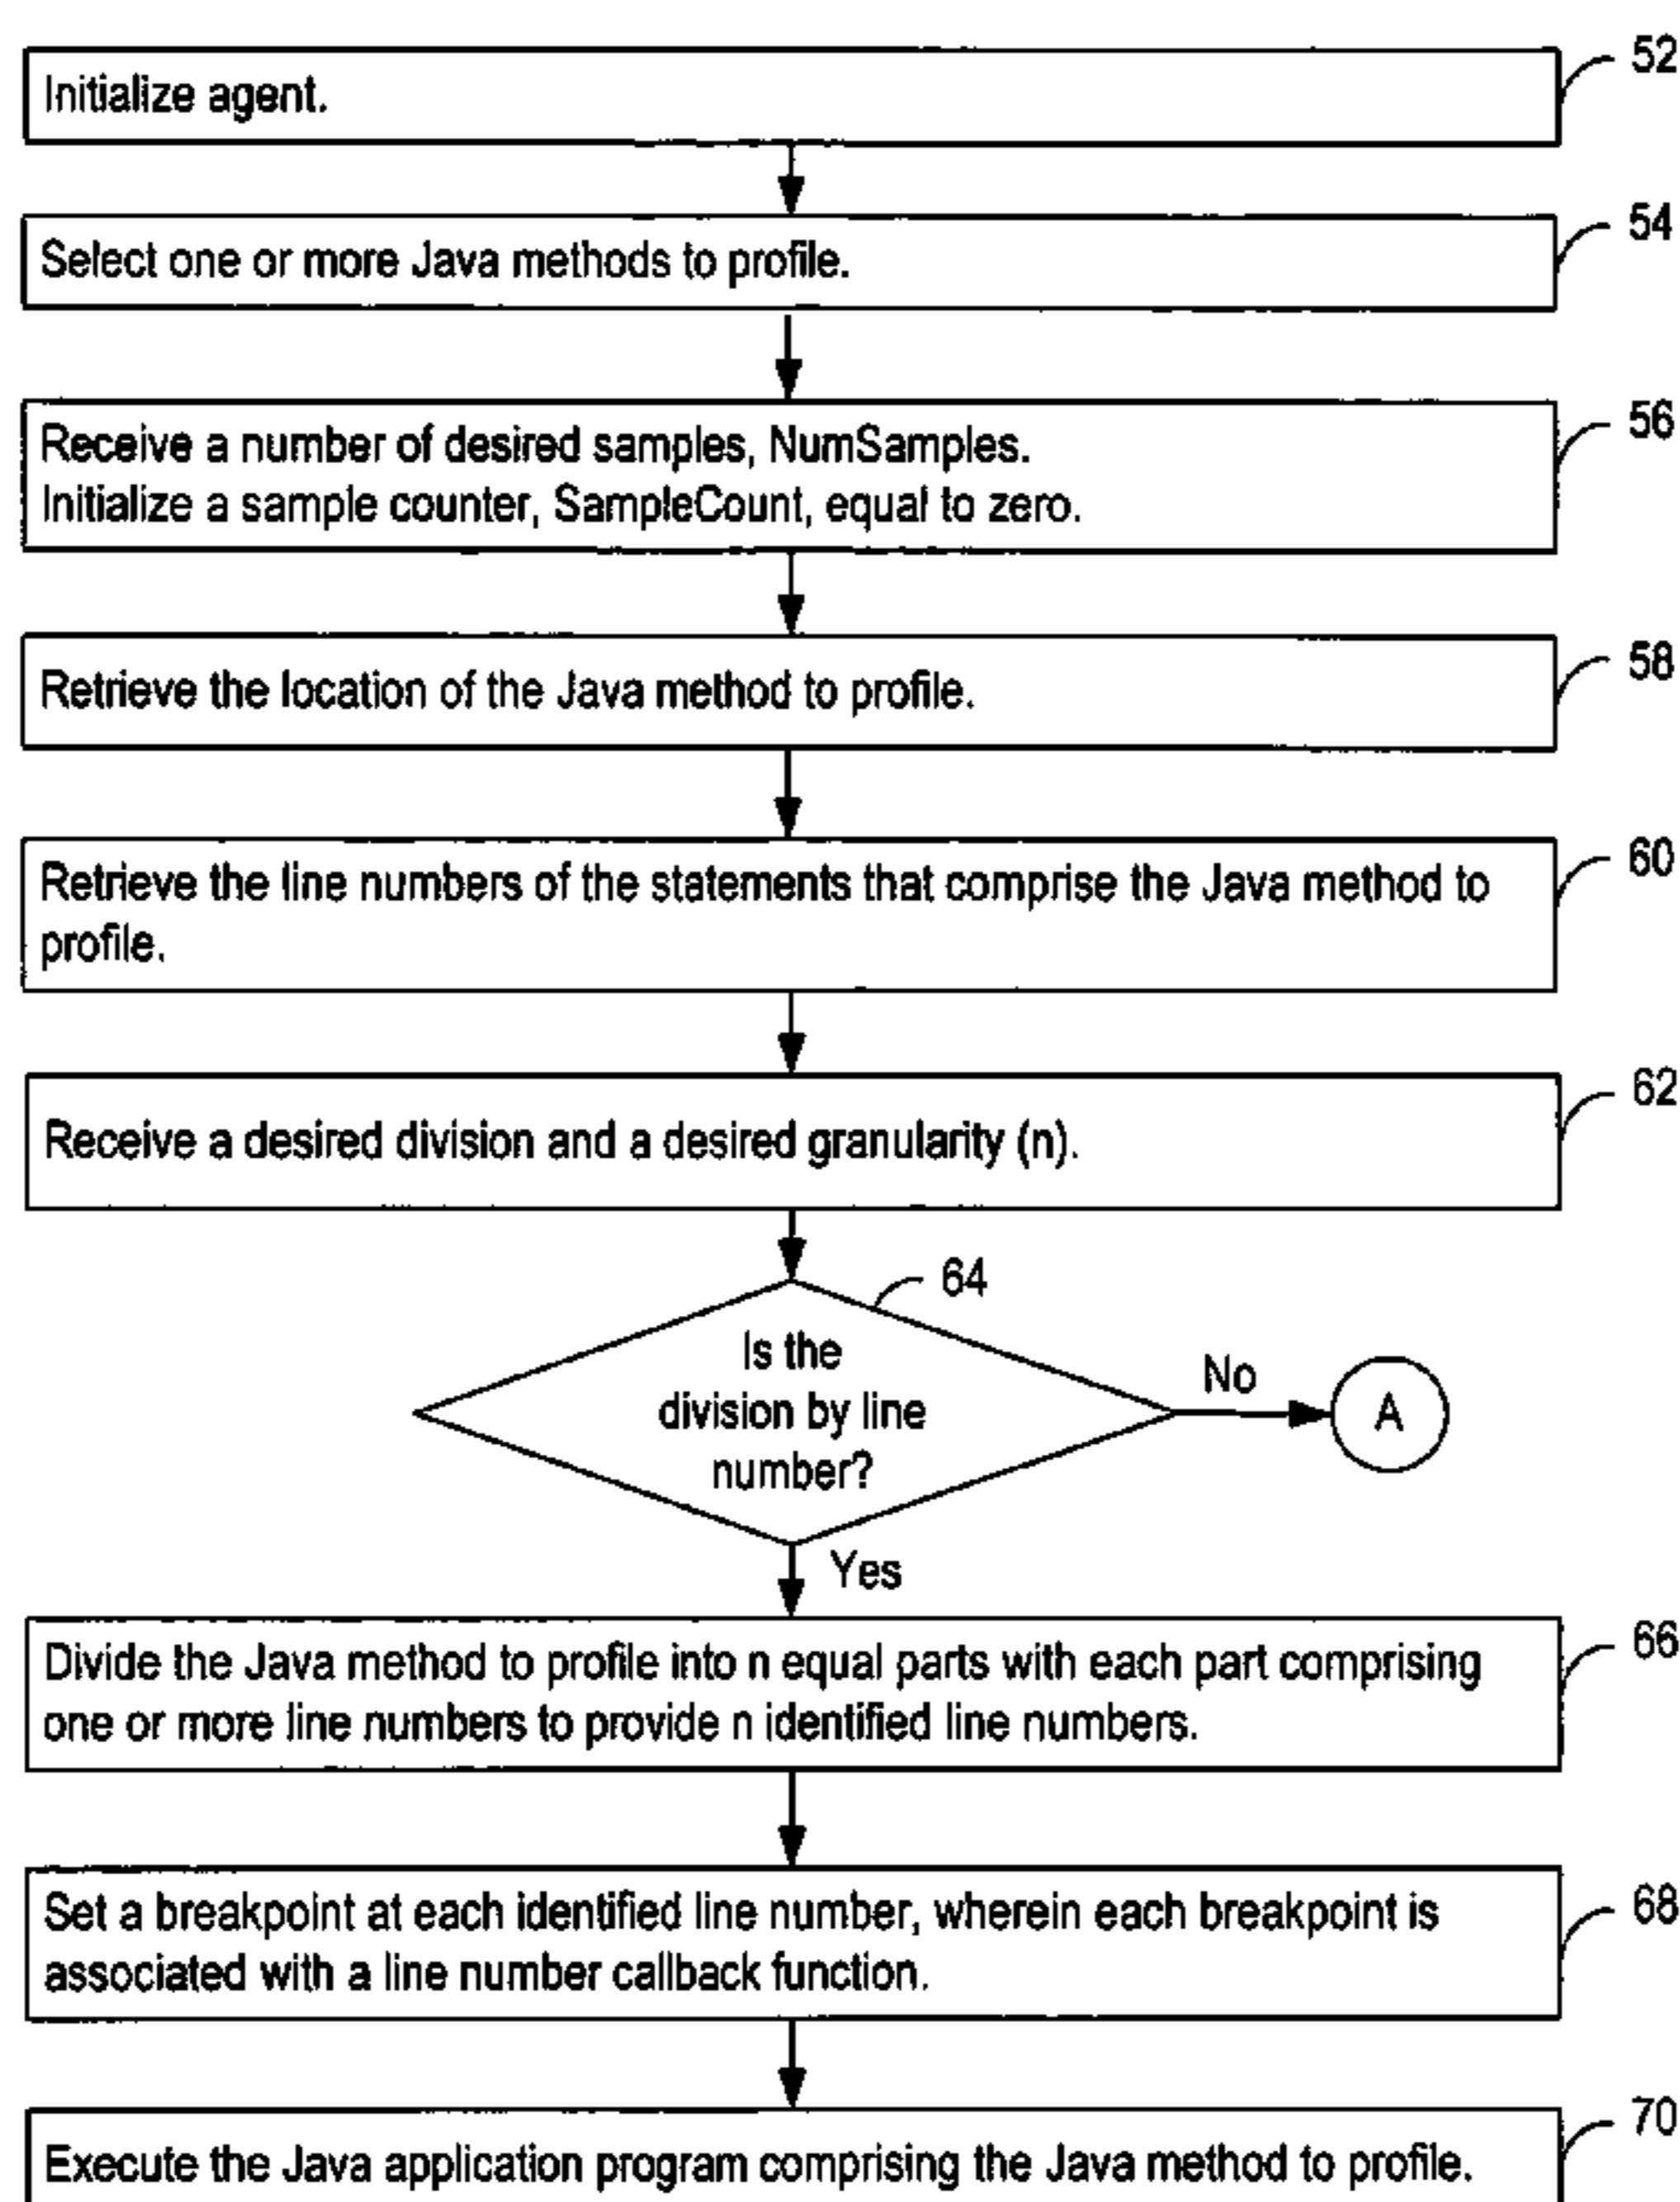 52
Initialize agent.
54
Select one or more Java methods to profile.
56
Receive a number of desired samples, NumSamples.
Initialize a sample counter, SampleCount, equal to zero.
58
Retrieve the location of the Java method to profile.
60
Retrieve the line numbers of the statements that comprise the Java method to
profile.
62
Receive a desired division and a desired granularity (n).
64
Is the
division by line
number?
No
A
Yes
66
Divide the Java method to profile into n equal parts with each part comprising
one or more line numbers to provide n identified line numbers.
68
Set a breakpoint at each identified line number, wherein each breakpoint is
associated with a line number callback function.
70
Execute the Java application program comprising the Java method to profile.